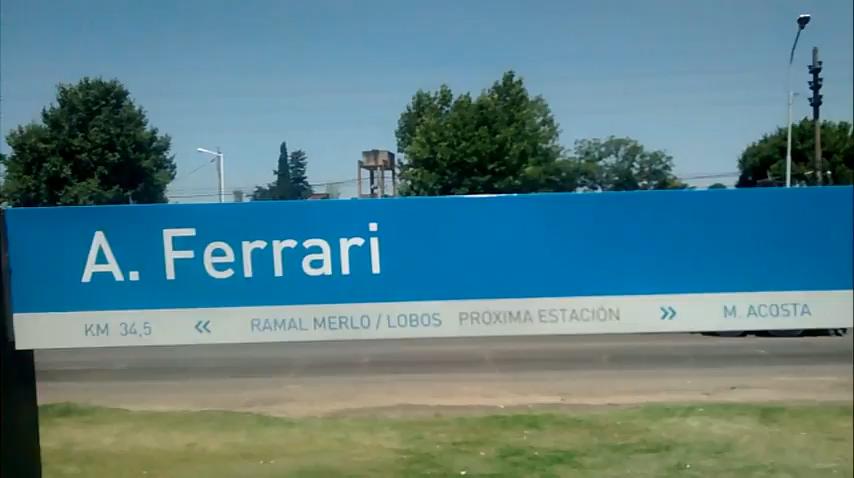 A. Ferrari
KM 34,5 « RAMAL MERLO / LOBOS PROXIMA ESTACIÓN » M. ACOSTA